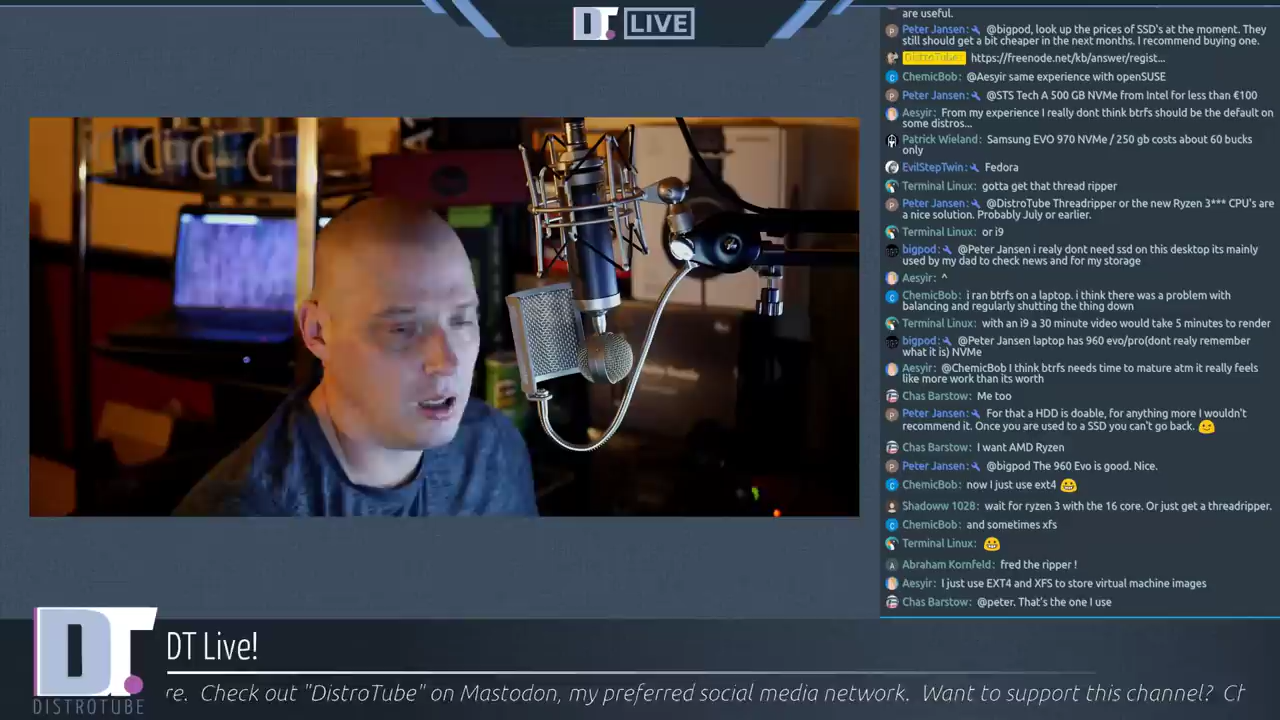 DT. LIVE
are useful.
Peter Jansen: @bigpod, look up the prices of SSD's at the moment. They
still should get a bit cheaper in the next months. I recommend buying one.
DistroTube: https://freenode.net/kb/answer/regist...
ChemicBob: @Aesyir same experience with openSUSE
Peter Jansen: @STS Tech A 500 GB NVMe from Intel for less than €100
Aesyir: From my experience I really dont think btrfs should be the default on
some distros...
Patrick Wieland: Samsung EVO 970 NVMe / 250 gb costs about 60 bucks
only
EvilStepTwin: Fedora
Terminal Linux: gotta get that thread ripper
Peter Jansen: @DistroTube Threadripper or the new Ryzen 3*** CPU's are
a nice solution. Probably July or earlier.
Terminal Linux: or i9
bigpod: @Peter Jansen i realy dont need ssd on this desktop its mainly
used by my dad to check news and for my storage
Aesyir: ^
ChemicBob: i ran btrfs on a laptop. i think there was a problem with
balancing and regularly shutting the thing down
Terminal Linux: with an i9 a 30 minute video would take 5 minutes to render
bigpod: @Peter Jansen laptop has 960 evo/pro(dont realy remember
what it is) NVMe
Aesyir: @ChemicBob I think btrfs needs time to mature atm it really feels
like more work than its worth
Chas Barstow: Me too
Peter Jansen: For that a HDD is doable, for anything more I wouldn't
recommend it. Once you are used to a SSD you can't go back.
Chas Barstow: I want AMD Ryzen
Peter Jansen: @bigpod The 960 Evo is good. Nice.
ChemicBob: now I just use ext4
Shadoww 1028: wait for ryzen 3 with the 16 core. Or just get a threadripper.
ChemicBob: and sometimes xfs
Terminal Linux:
Abraham Kornfeld: fred the ripper !
Aesyir: I just use EXT4 and XFS to store virtual machine images
Chas Barstow: @peter. That's the one I use
DT.
DISTROTUBE
DT Live!
re. Check out "DistroTube" on Mastodon, my preferred social media network. Want to support this channel? Ch